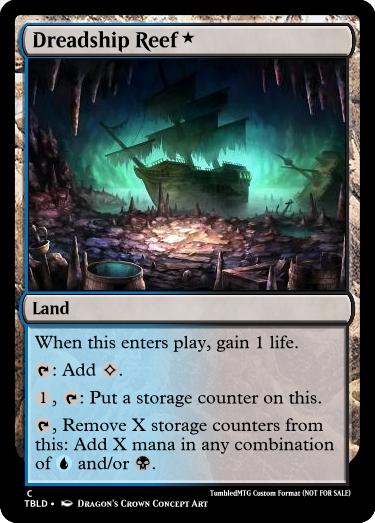 Dreadship Reef ★
Land
When this enters play, gain 1 life.
: Add .
1, : Put a storage counter on this.
, Remove X storage counters from
this: Add X mana in any combination
of and/or .
C
TBLD • Dragon's Crown Concept Art
TumbledMTG Custom Format (NOT FOR SALE)